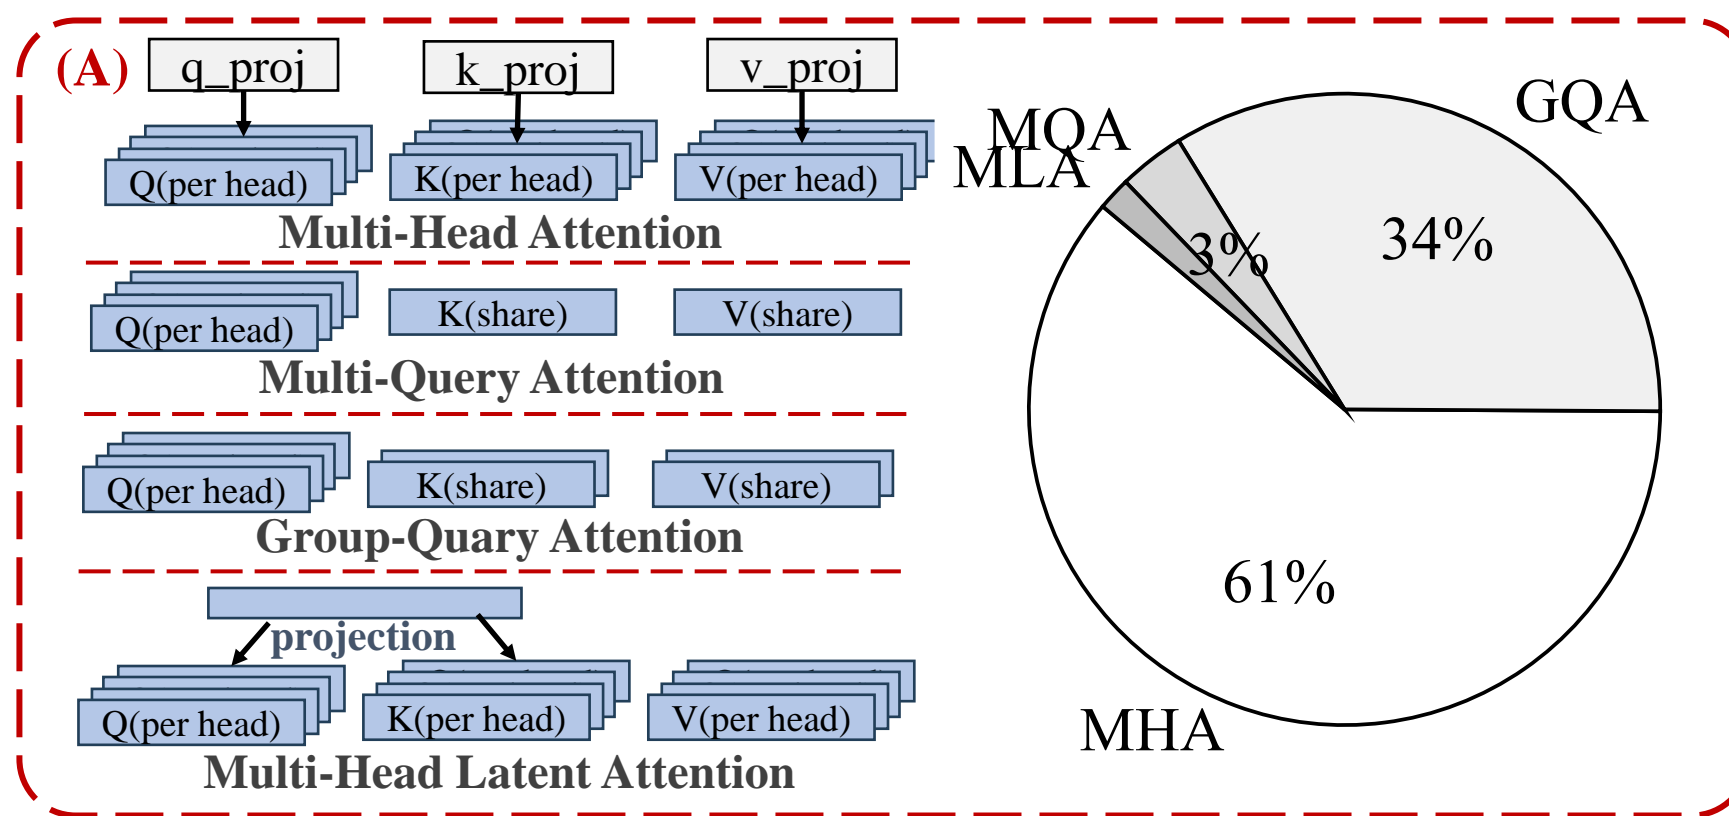 (A)
q_proj
k_proj
v_proj
Q(per head)
K(per head)
V(per head)
Multi-Head Attention
Q(per head)
K(share)
V(share)
Multi-Query Attention
Q(per head)
K(share)
V(share)
Group-Quary Attention
projection
Q(per head)
K(per head)
V(per head)
Multi-Head Latent Attention
GQA
MQA
MLA
34%
3%
61%
MHA